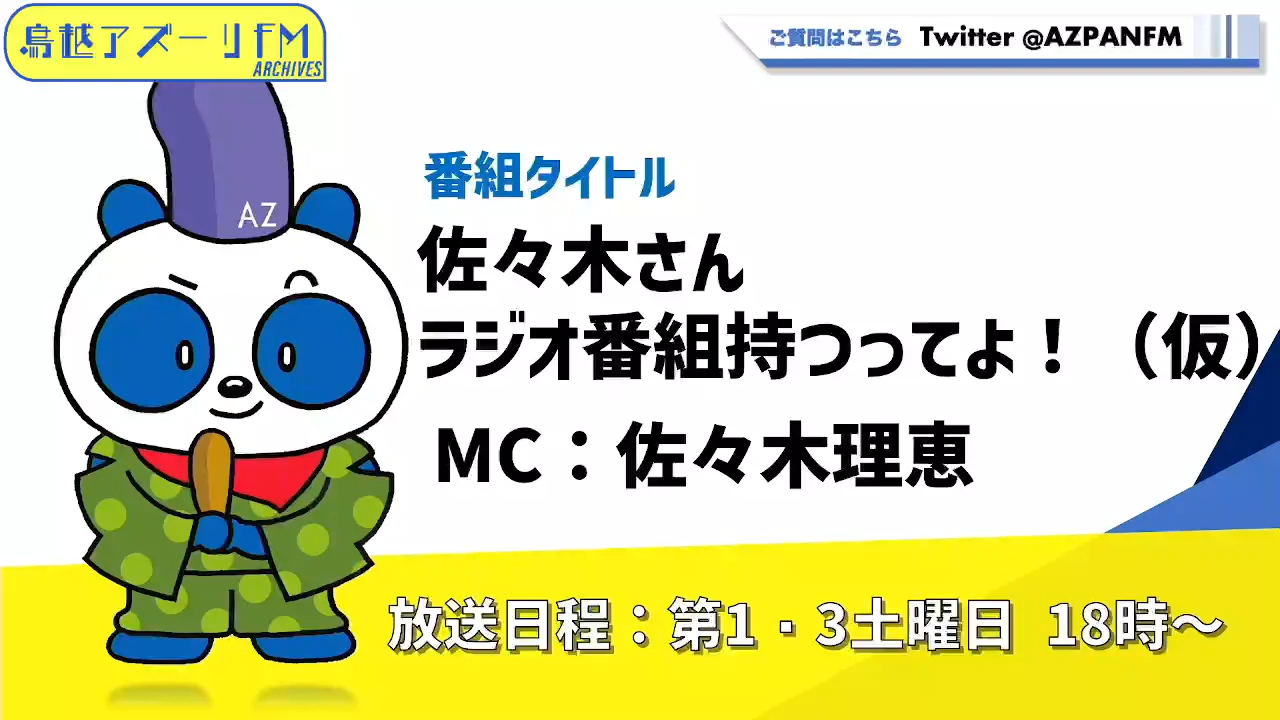 鳥越アズーリFM
ARCHIVES
ご質問はこちら Twitter @AZPANFM
AZ
番組タイトル
佐々木さん
ラジオ番組持つってよ！（仮）
MC：佐々木理恵
放送日程：第1・3土曜日 18時～